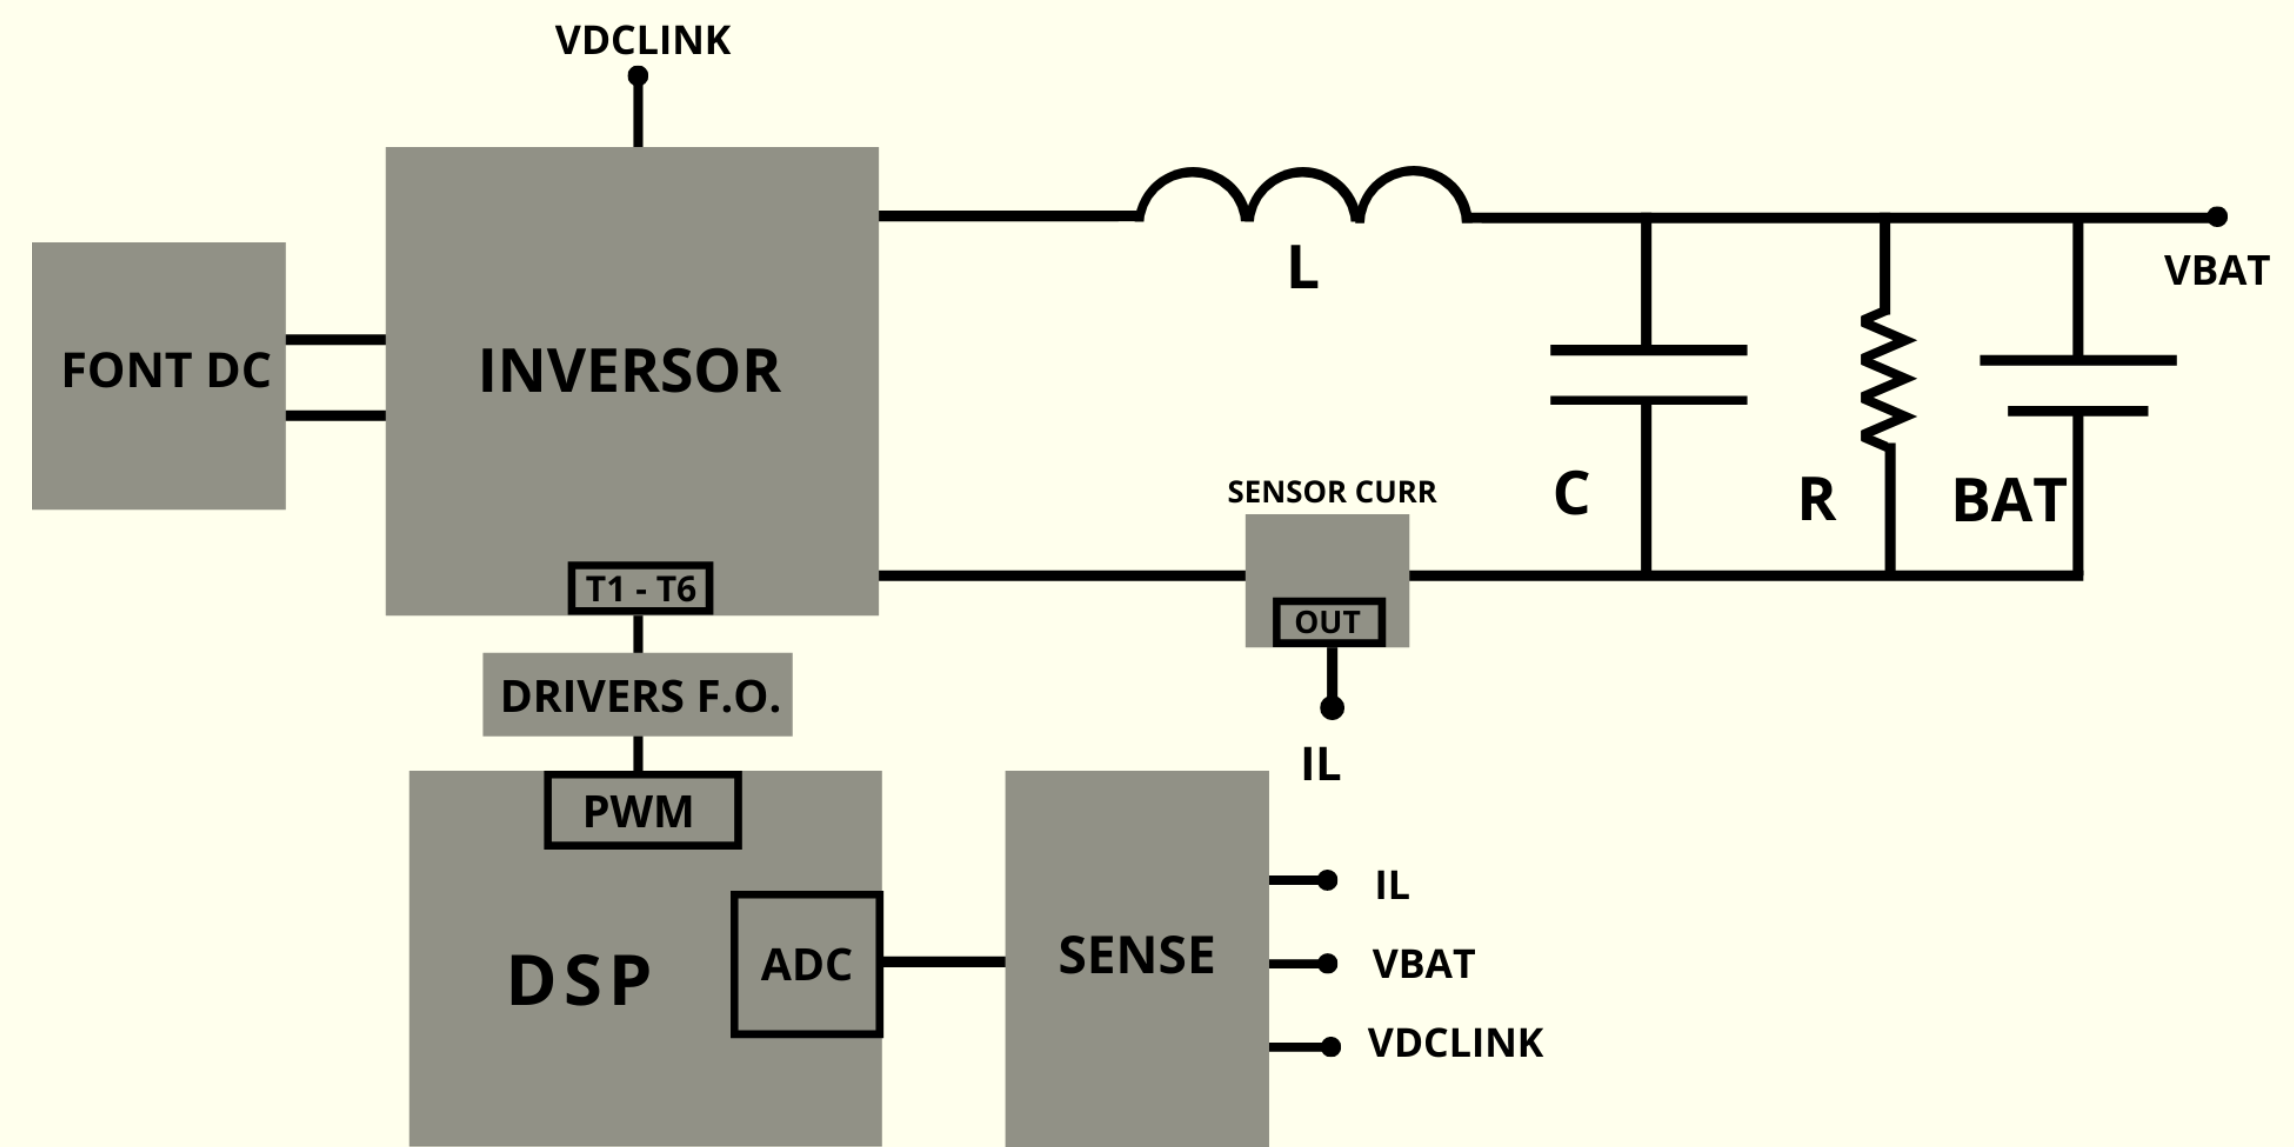 VDCLINK
L
VBAT
FONT DC
INVERSOR
SENSOR CURR
C
R
BAT
T1 - T6
OUT
DRIVERS F.O.
IL
PWM
IL
ADC
SENSE
VBAT
DSP
VDCLINK